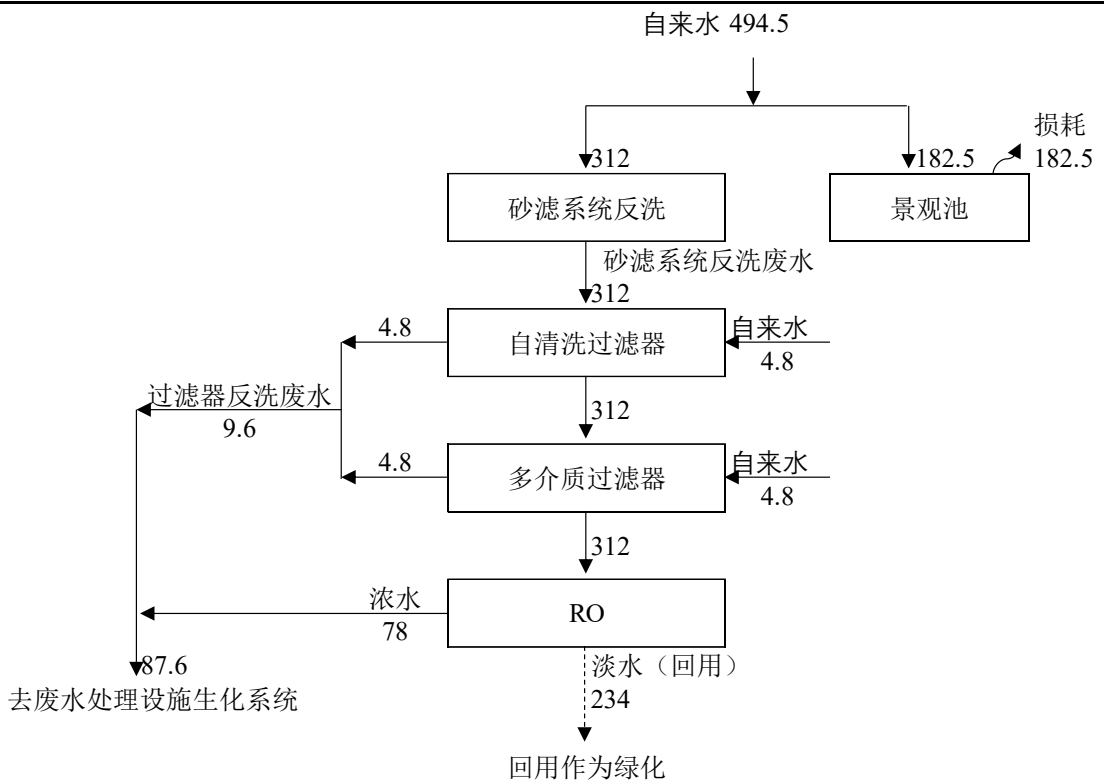 自来水 494.5
损耗
182.5
312
182.5
砂滤系统反洗
景观池
砂滤系统反洗废水
312
4.8
自清洗过滤器
自来水
4.8
过滤器反洗废水
9.6
312
4.8
多介质过滤器
自来水
4.8
312
浓水
78
RO
87.6
去废水处理设施生化系统
淡水（回用）
234
回用作为绿化